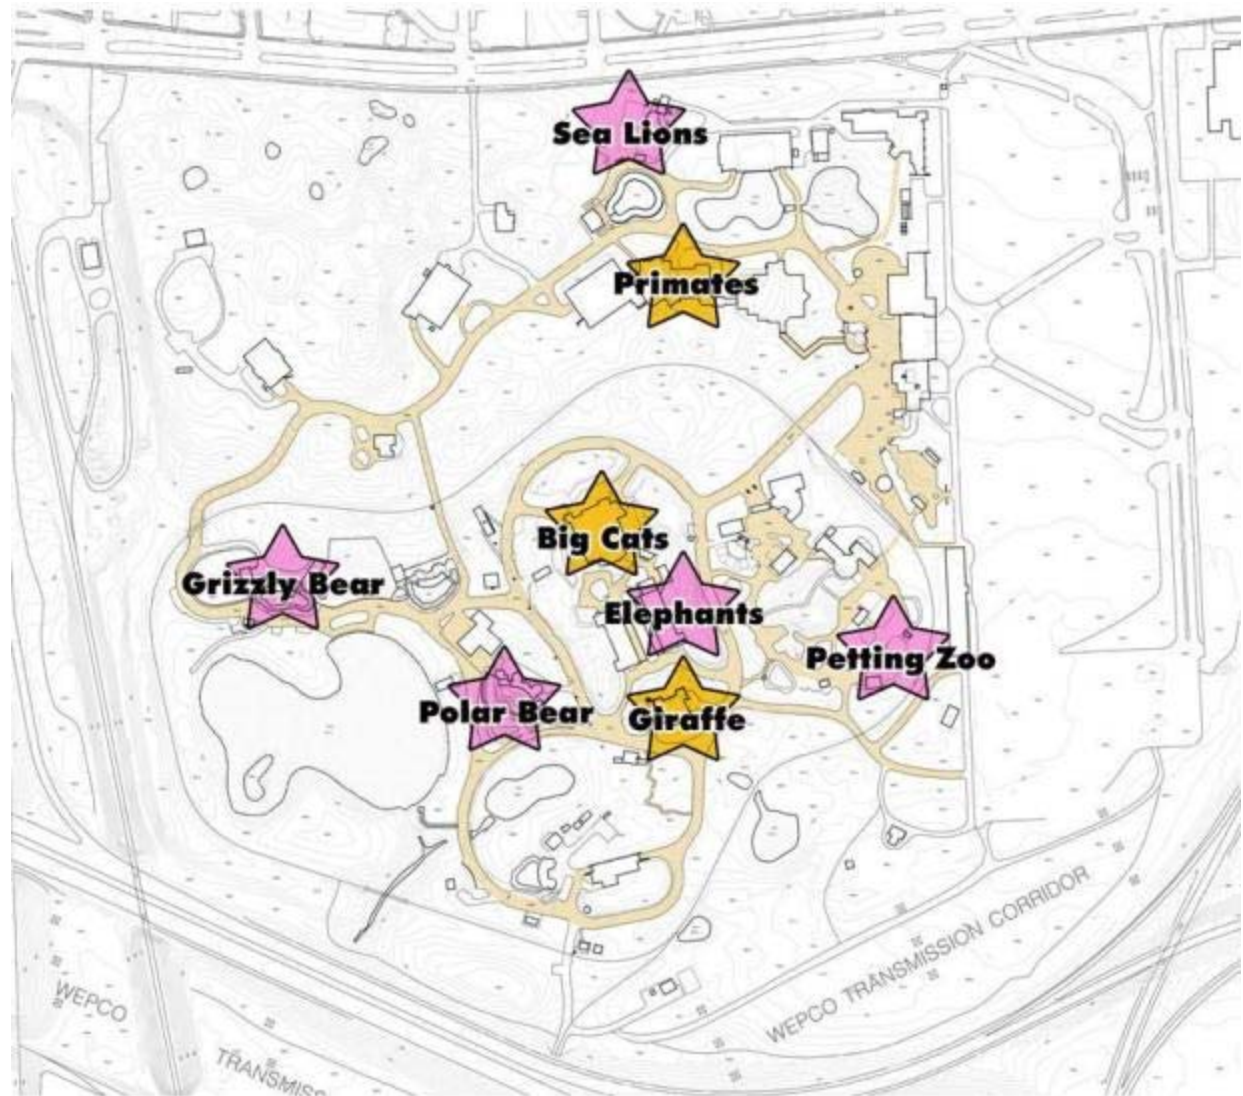 Sea Lions
Primates
Big Cats
Grizzly Bear
Elephants
Petting Zoo
Polar Bear
Giraffe
WEPCO TRANSMISSION CORRIDOR
WEPCO
TRANSMISS